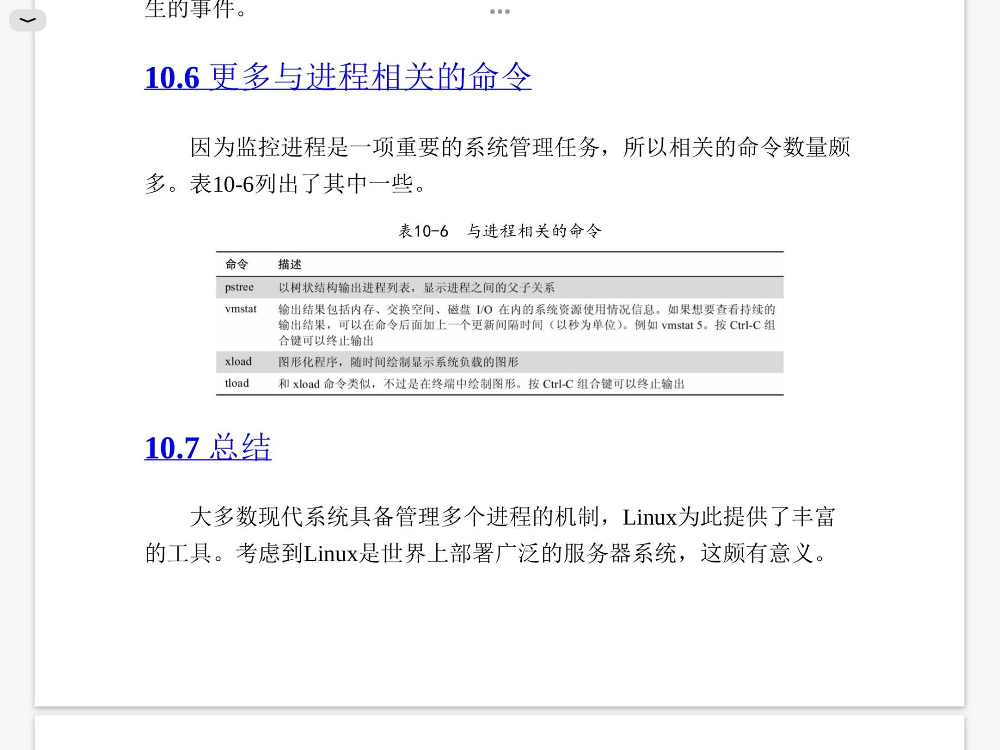 生的事件。
10.6 更多与进程相关的命令
因为监控进程是一项重要的系统管理任务，所以相关的命令数量颇
多。表10-6列出了其中一些。
表10-6 与进程相关的命令
命令 描述
pstree 以树状结构输出进程列表，显示进程之间的父子关系
vmstat 输出结果包括内存、交换空间、磁盘 I/O 在内的系统资源使用情况信息。如果想要查看持续的
输出结果，可以在命令后面加上一个更新间隔时间（以秒为单位）。例如 vmstat 5。按 Ctrl-C 组
合键可以终止输出
xload 图形化程序，随时间绘制显示系统负载的图形
tload 和 xload 命令类似，不过是在终端中绘制图形。按 Ctrl-C 组合键可以终止输出
10.7 总结
大多数现代系统具备管理多个进程的机制，Linux为此提供了丰富
的工具。考虑到Linux是世界上部署广泛的服务器系统，这颇有意义。